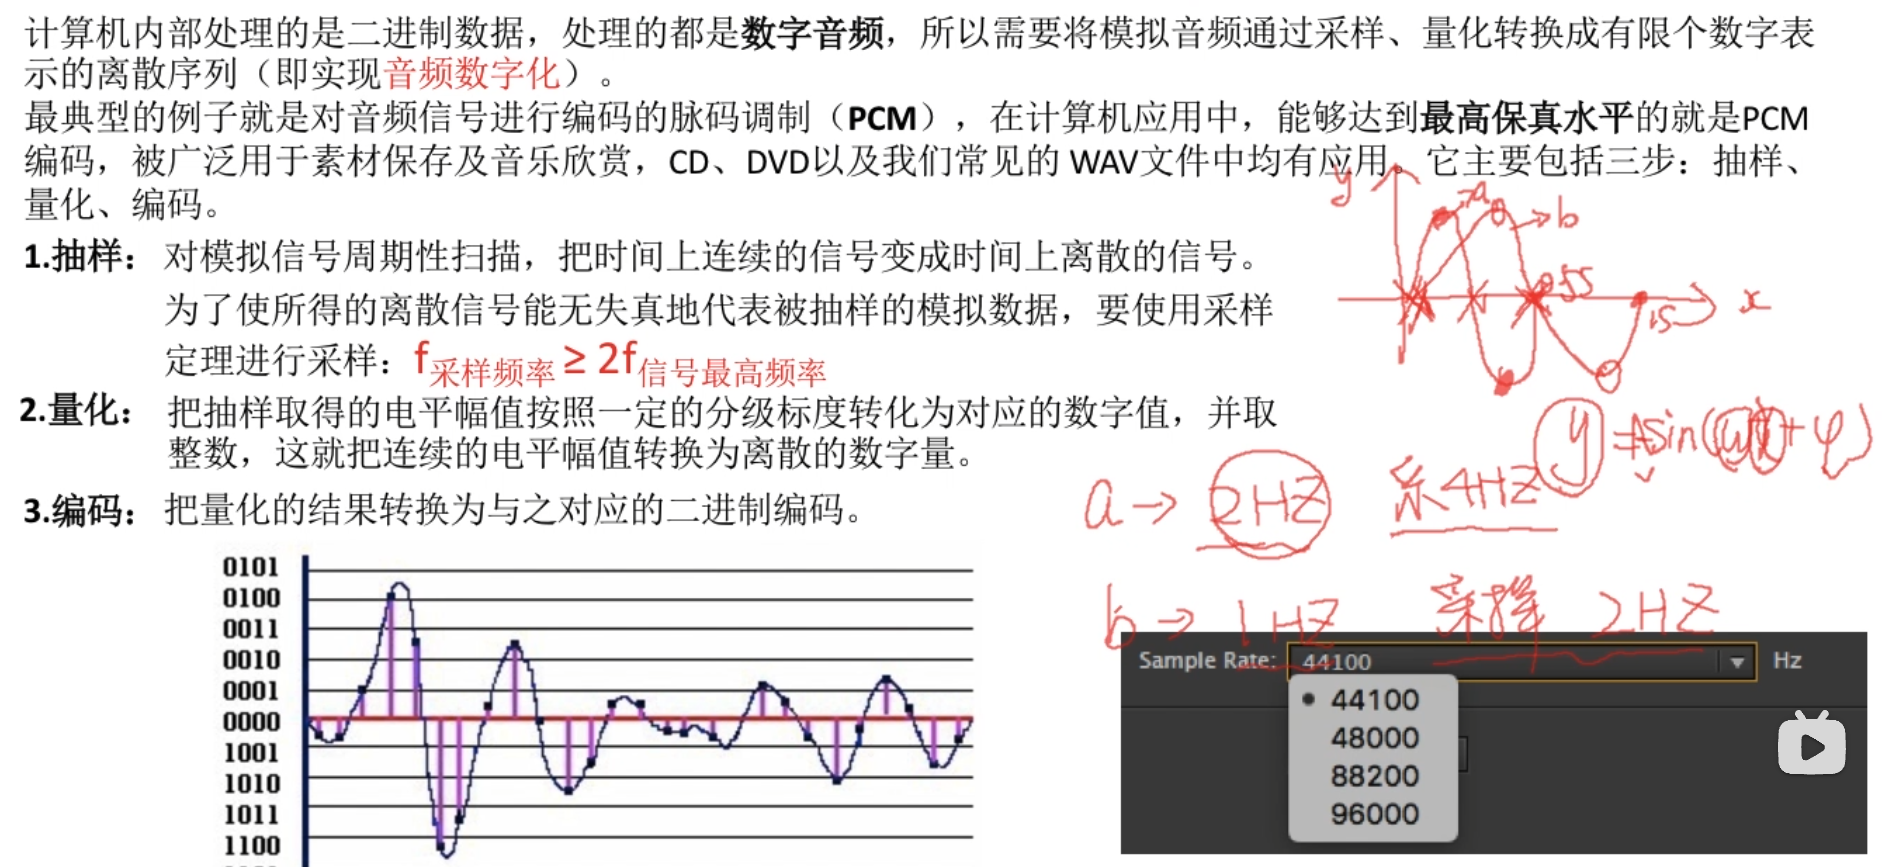 计算机内部处理的是二进制数据，处理的都是数字音频，所以需要将模拟音频通过采样、量化转换成有限个数字表
示的离散序列（即实现音频数字化）。
最典型的例子就是对音频信号进行编码的脉码调制（PCM），在计算机应用中，能够达到最高保真水平的就是PCM
编码，被广泛用于素材保存及音乐欣赏，CD、DVD以及我们常见的 WAV文件中均有应用。它主要包括三步：抽样、
量化、编码。
1.抽样：对模拟信号周期性扫描，把时间上连续的信号变成时间上离散的信号。
为了使所得的离散信号能无失真地代表被抽样的模拟数据，要使用采样
定理进行采样：f采样频率 ≥ 2f信号最高频率
2.量化：把抽样取得的电平幅值按照一定的分级标度转化为对应的数字值，并取
整数，这就把连续的电平幅值转换为离散的数字量。
3.编码：把量化的结果转换为与之对应的二进制编码。
y
a
b
x
1s
y=Asin(ωx+φ)
a→ 2HZ 采4HZ
b→ 1HZ 采样 2HZ
0101
0100
0011
0010
0001
0000
1001
1010
1011
1100
Sample Rate: 44100 Hz
44100
48000
88200
96000